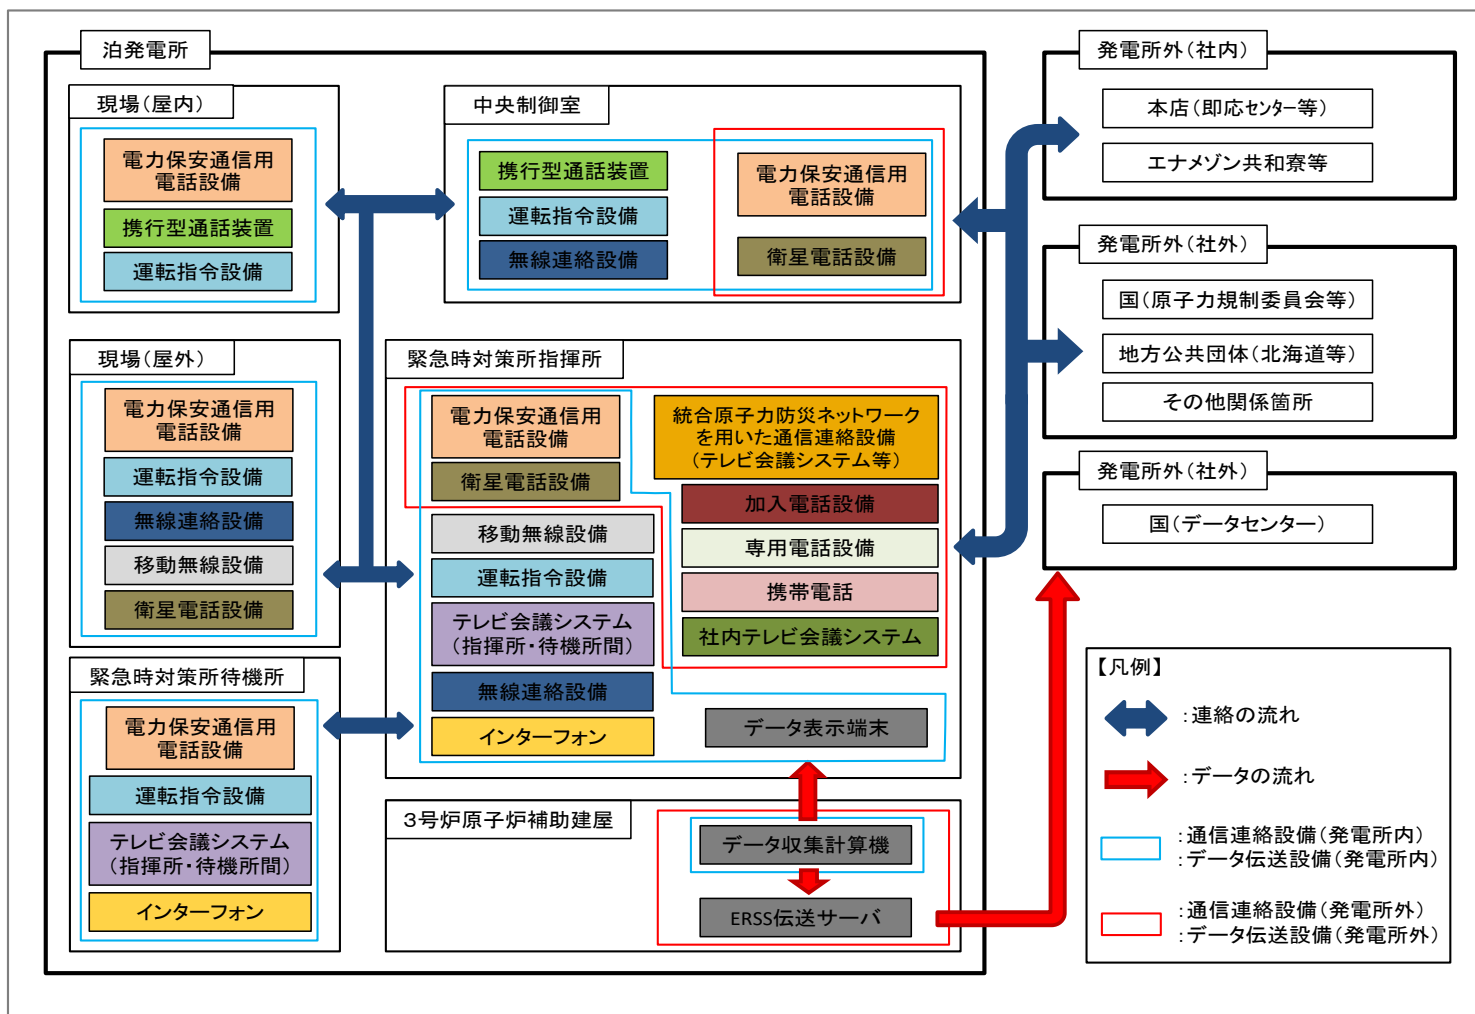 泊発電所
現場(屋内)
電力保安通信用
電話設備
携行型通話装置
運転指令設備
中央制御室
携行型通話装置
運転指令設備
無線連絡設備
電力保安通信用
電話設備
衛星電話設備
現場(屋外)
電力保安通信用
電話設備
運転指令設備
無線連絡設備
移動無線設備
衛星電話設備
緊急時対策所指揮所
電力保安通信用
電話設備
衛星電話設備
移動無線設備
運転指令設備
テレビ会議システム
(指揮所・待機所間)
無線連絡設備
インターフォン
統合原子力防災ネットワーク
を用いた通信連絡設備
(テレビ会議システム等)
加入電話設備
専用電話設備
携帯電話
社内テレビ会議システム
データ表示端末
緊急時対策所待機所
電力保安通信用
電話設備
運転指令設備
テレビ会議システム
(指揮所・待機所間)
インターフォン
3号炉原子炉補助建屋
データ収集計算機
ERSS伝送サーバ
発電所外(社内)
本店(即応センター等)
エナメゾン共和寮等
発電所外(社外)
国(原子力規制委員会等)
地方公共団体(北海道等)
その他関係箇所
発電所外(社外)
国(データセンター)
【凡例】
:連絡の流れ
:データの流れ
:通信連絡設備(発電所内)
:データ伝送設備(発電所内)
:通信連絡設備(発電所外)
:データ伝送設備(発電所外)